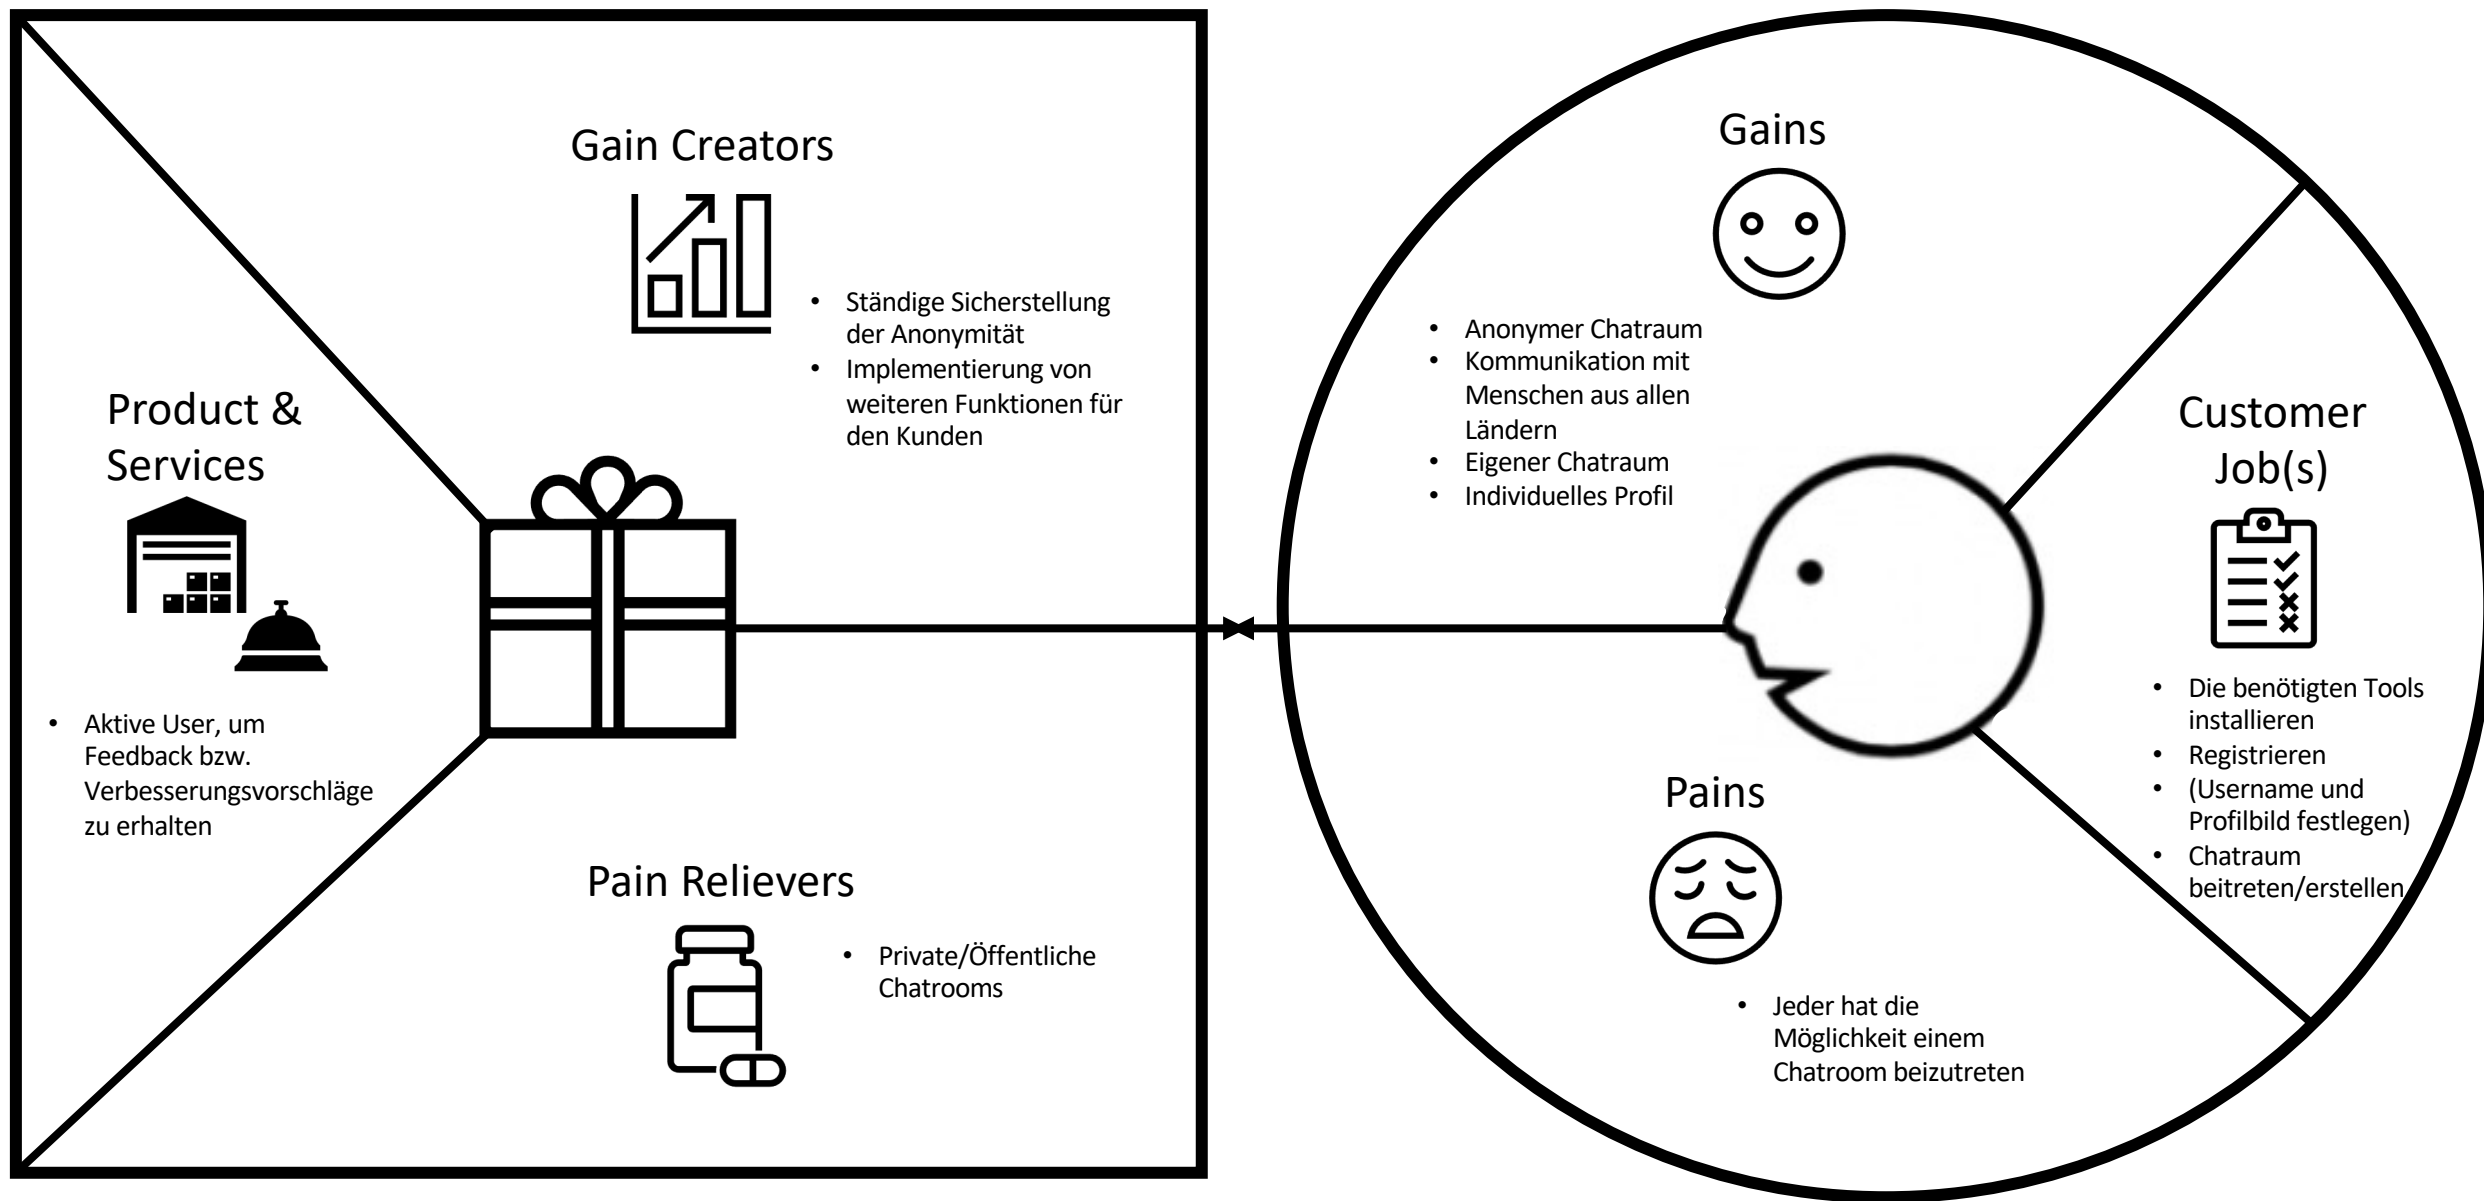 Gain Creators
• Ständige Sicherstellung
der Anonymität
• Implementierung von
weiteren Funktionen für
den Kunden
Product &
Services
• Aktive User, um
Feedback bzw.
Verbesserungsvorschläge
zu erhalten
Pain Relievers
• Private/Öffentliche
Chatrooms
Gains
• Anonymer Chatraum
• Kommunikation mit
Menschen aus allen
Ländern
• Eigener Chatraum
• Individuelles Profil
Customer
Job(s)
• Die benötigten Tools
installieren
• Registrieren
• (Username und
Profilbild festlegen)
• Chatraum
beitreten/erstellen
Pains
• Jeder hat die
Möglichkeit einem
Chatroom beizutreten